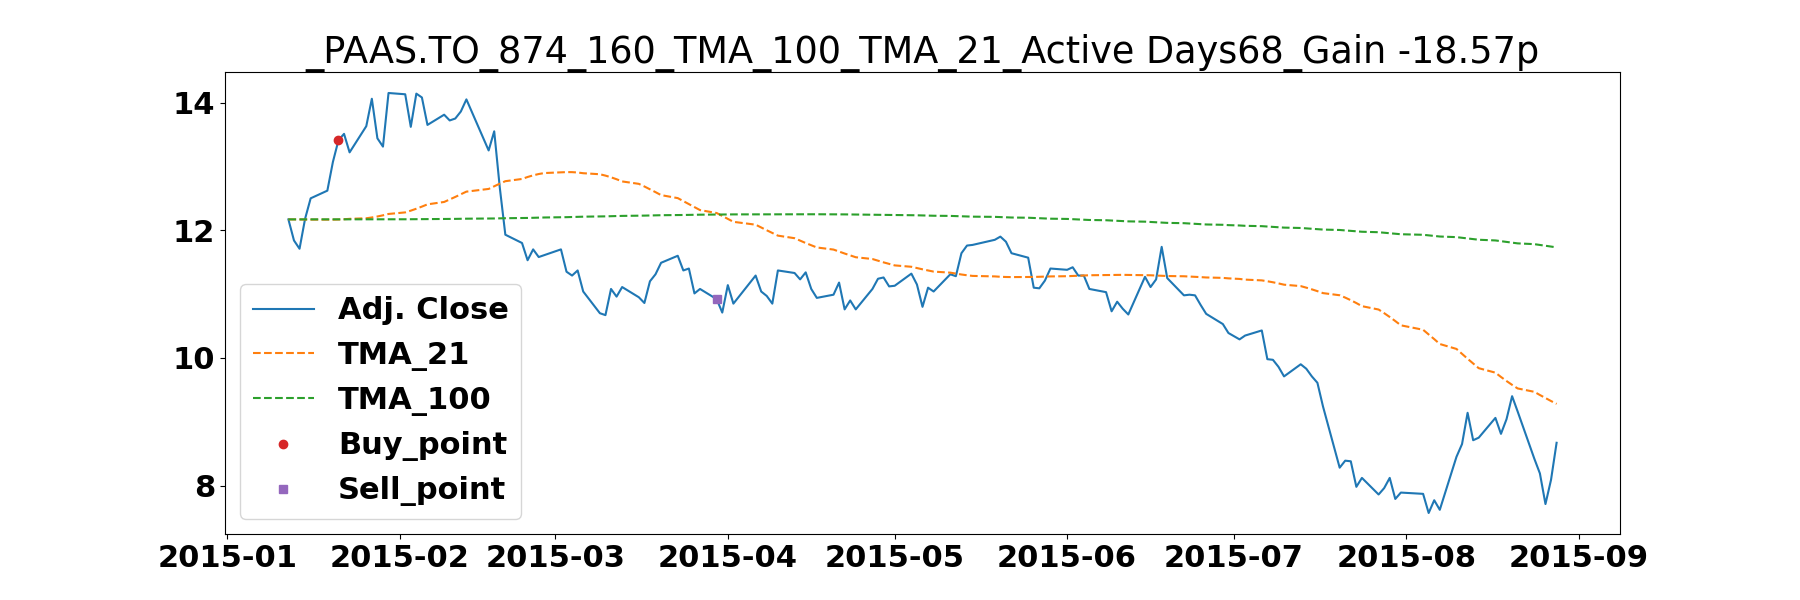 _PAAS.TO_874_160_TMA_100_TMA_21_Active Days68_Gain -18.57p
14
12
10
8
Adj. Close
TMA_21
TMA_100
Buy_point
Sell_point
2015-01 2015-02 2015-03 2015-04 2015-05 2015-06 2015-07 2015-08 2015-09